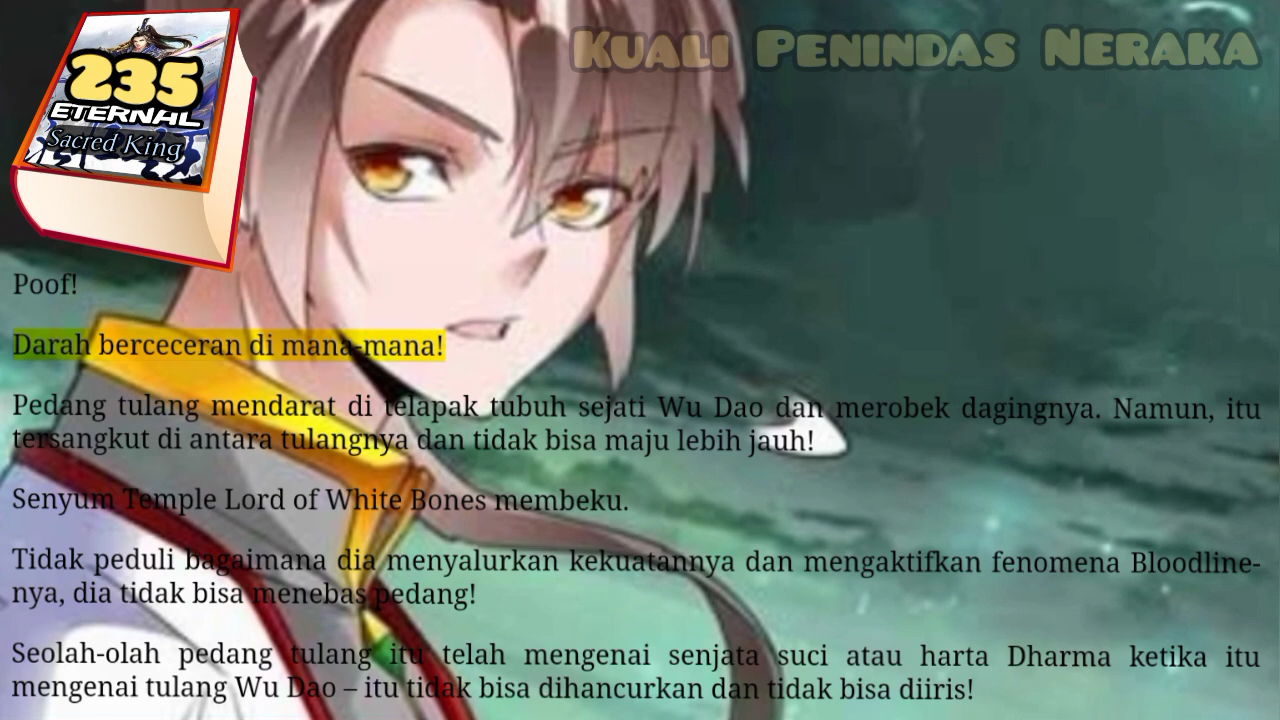 235
ETERNAL
Sacred King
Kuali Penindas Neraka
Poof!
Darah berceceran di mana-mana!
Pedang tulang mendarat di telapak tubuh sejati Wu Dao dan merobek dagingnya. Namun, itu
tersangkut di antara tulangnya dan tidak bisa maju lebih jauh!
Senyum Temple Lord of White Bones membeku.
Tidak peduli bagaimana dia menyalurkan kekuatannya dan mengaktifkan fenomena Bloodline-
nya, dia tidak bisa menebas pedang!
Seolah-olah pedang tulang itu telah mengenai senjata suci atau harta Dharma ketika itu
mengenai tulang Wu Dao – itu tidak bisa dihancurkan dan tidak bisa diiris!